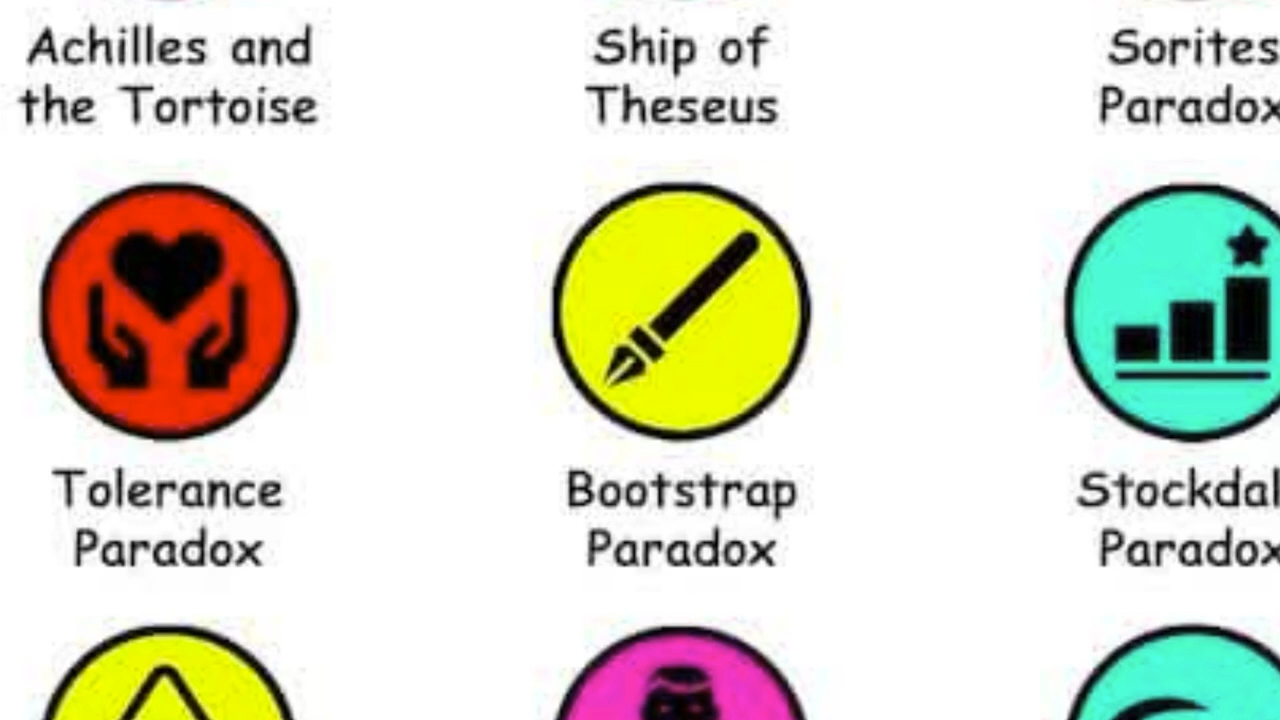 Achilles and
the Tortoise
Ship of
Theseus
Sorites
Paradox
Tolerance
Paradox
Bootstrap
Paradox
Stockdal
Paradox